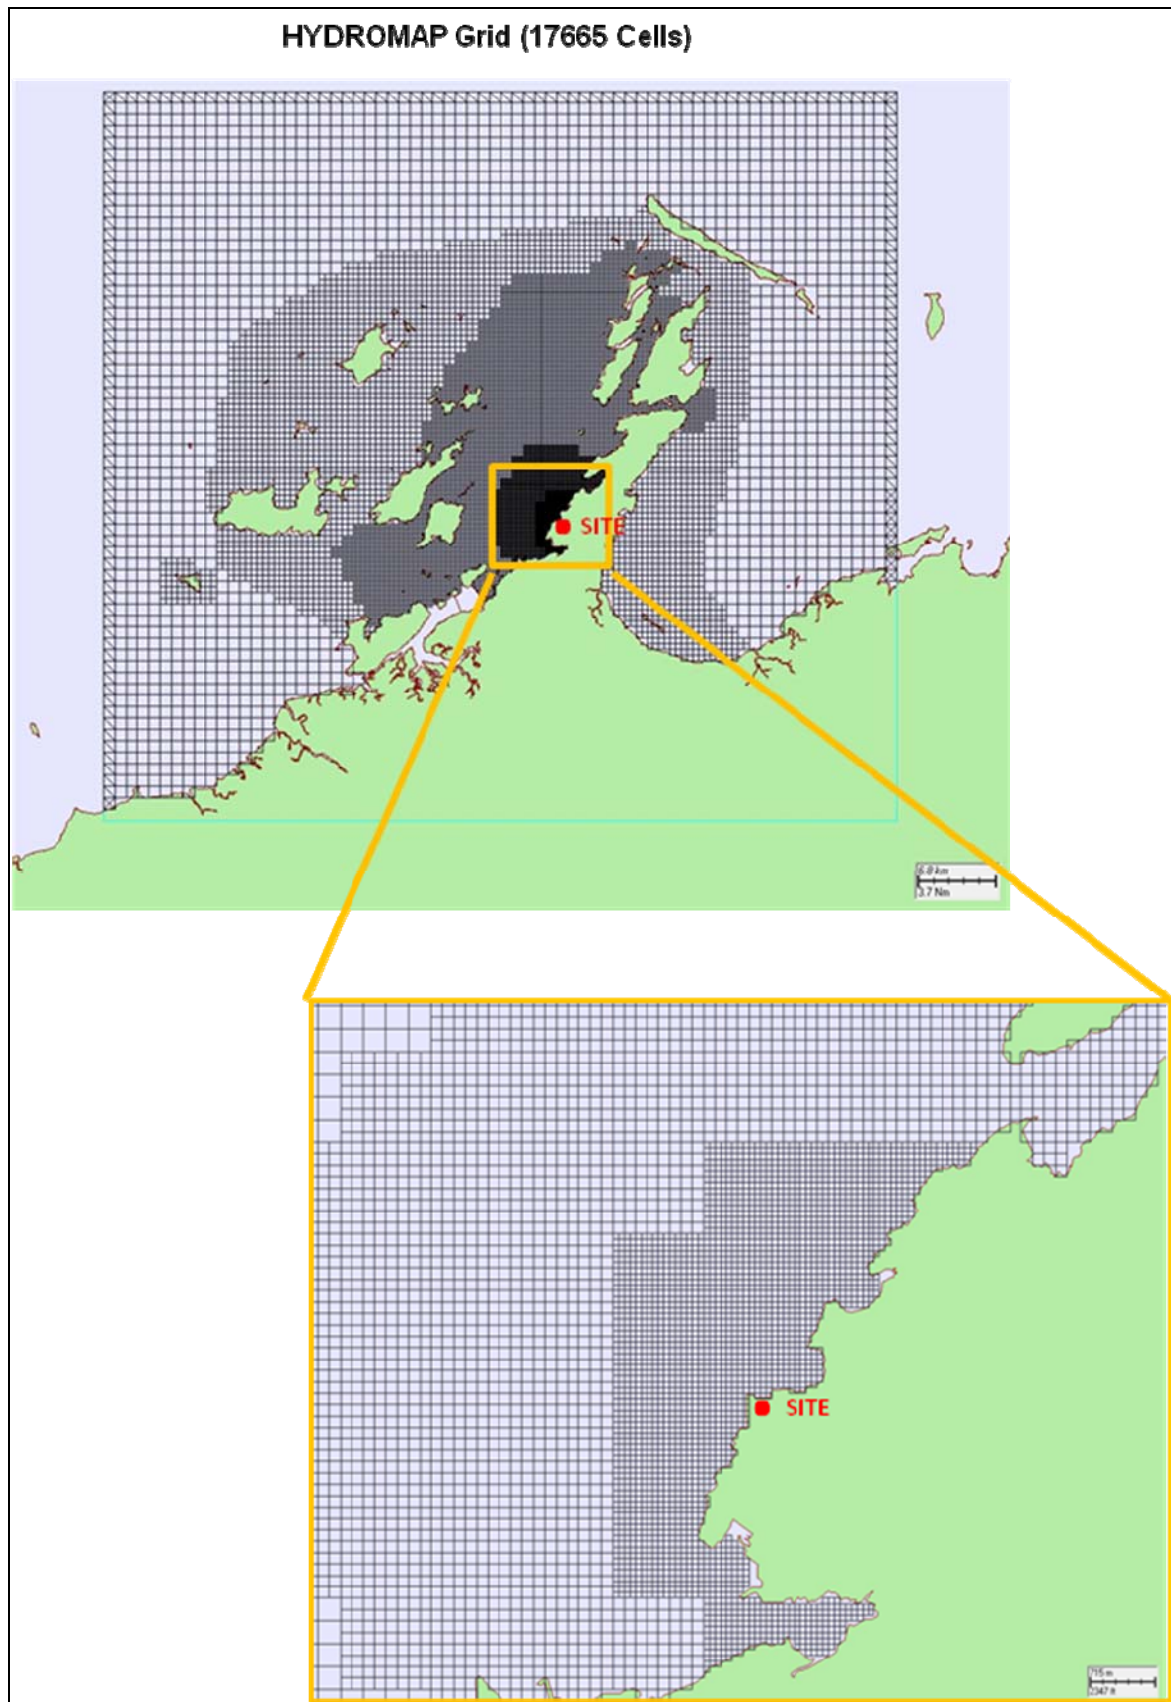 HYDROMAP Grid (17665 Cells)
SITE
6.8 km
3.7 Nm
SITE
715 m
2347 ft